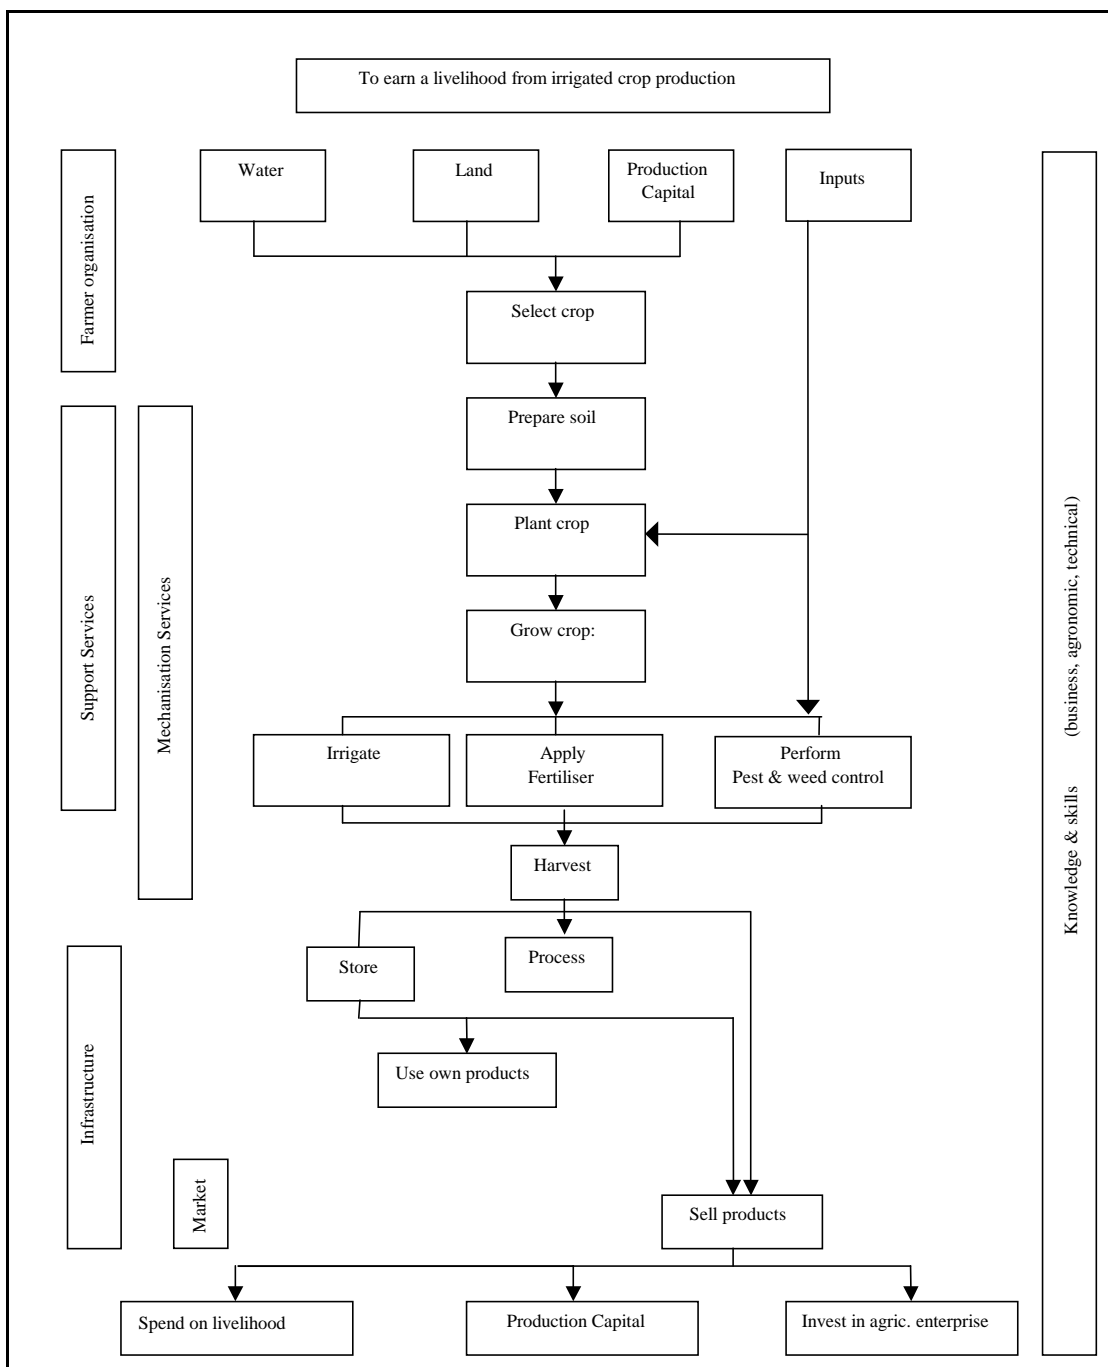 To earn a livelihood from irrigated crop production
Water
Land
Production
Capital
Inputs
Farmer organisation
Select crop
Prepare soil
Plant crop
Grow crop:
Support Services
Mechanisation Services
Knowledge & skills (business, agronomic, technical)
Irrigate
Apply
Fertiliser
Perform
Pest & weed control
Harvest
Store
Process
Use own products
Infrastructure
Market
Sell products
Spend on livelihood
Production Capital
Invest in agric. enterprise